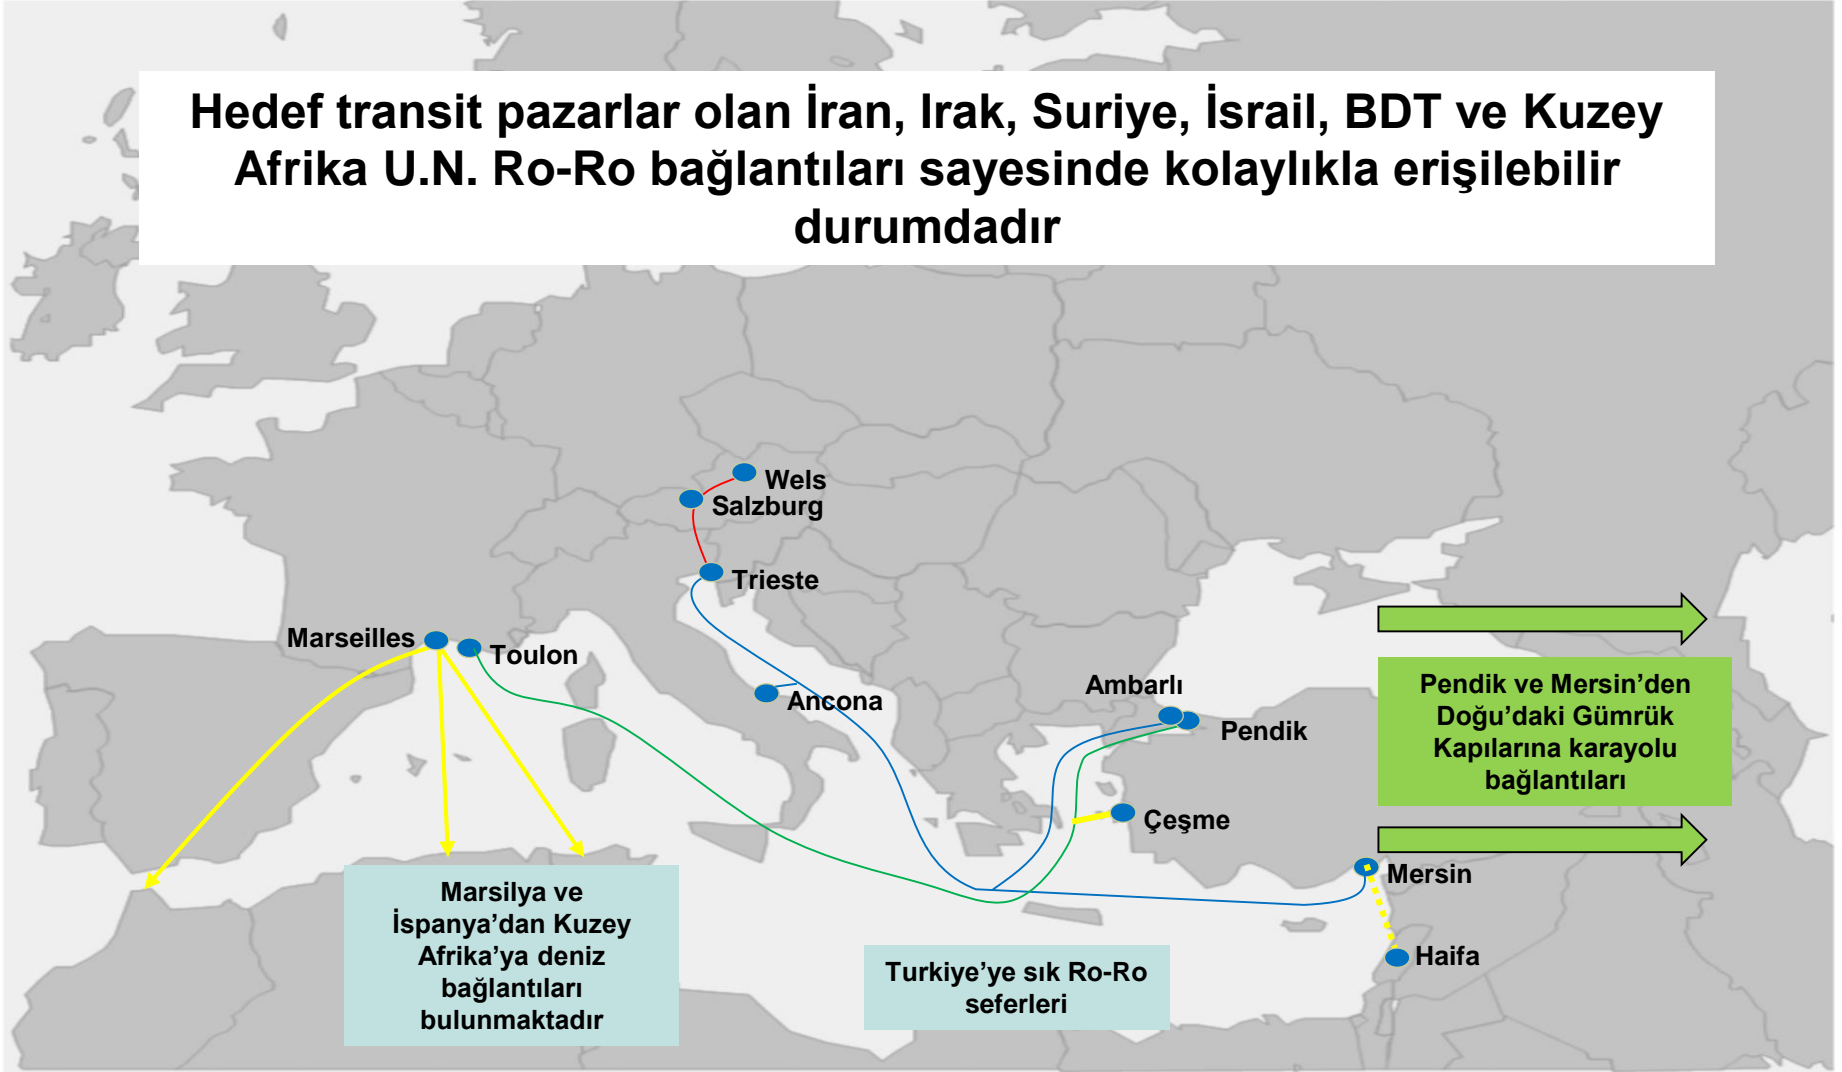 Hedef transit pazarlar olan İran, Irak, Suriye, İsrail, BDT ve Kuzey
Afrika U.N. Ro-Ro bağlantıları sayesinde kolaylıkla erişilebilir
durumdadır
Wels
Salzburg
Trieste
Marseilles
Toulon
Ancona
Ambarlı
Pendik
Çeşme
Mersin
Haifa
Pendik ve Mersin’den
Doğu’daki Gümrük
Kapılarına karayolu
bağlantıları
Marsilya ve
İspanya’dan Kuzey
Afrika’ya deniz
bağlantıları
bulunmaktadır
Turkiye’ye sık Ro-Ro
seferleri